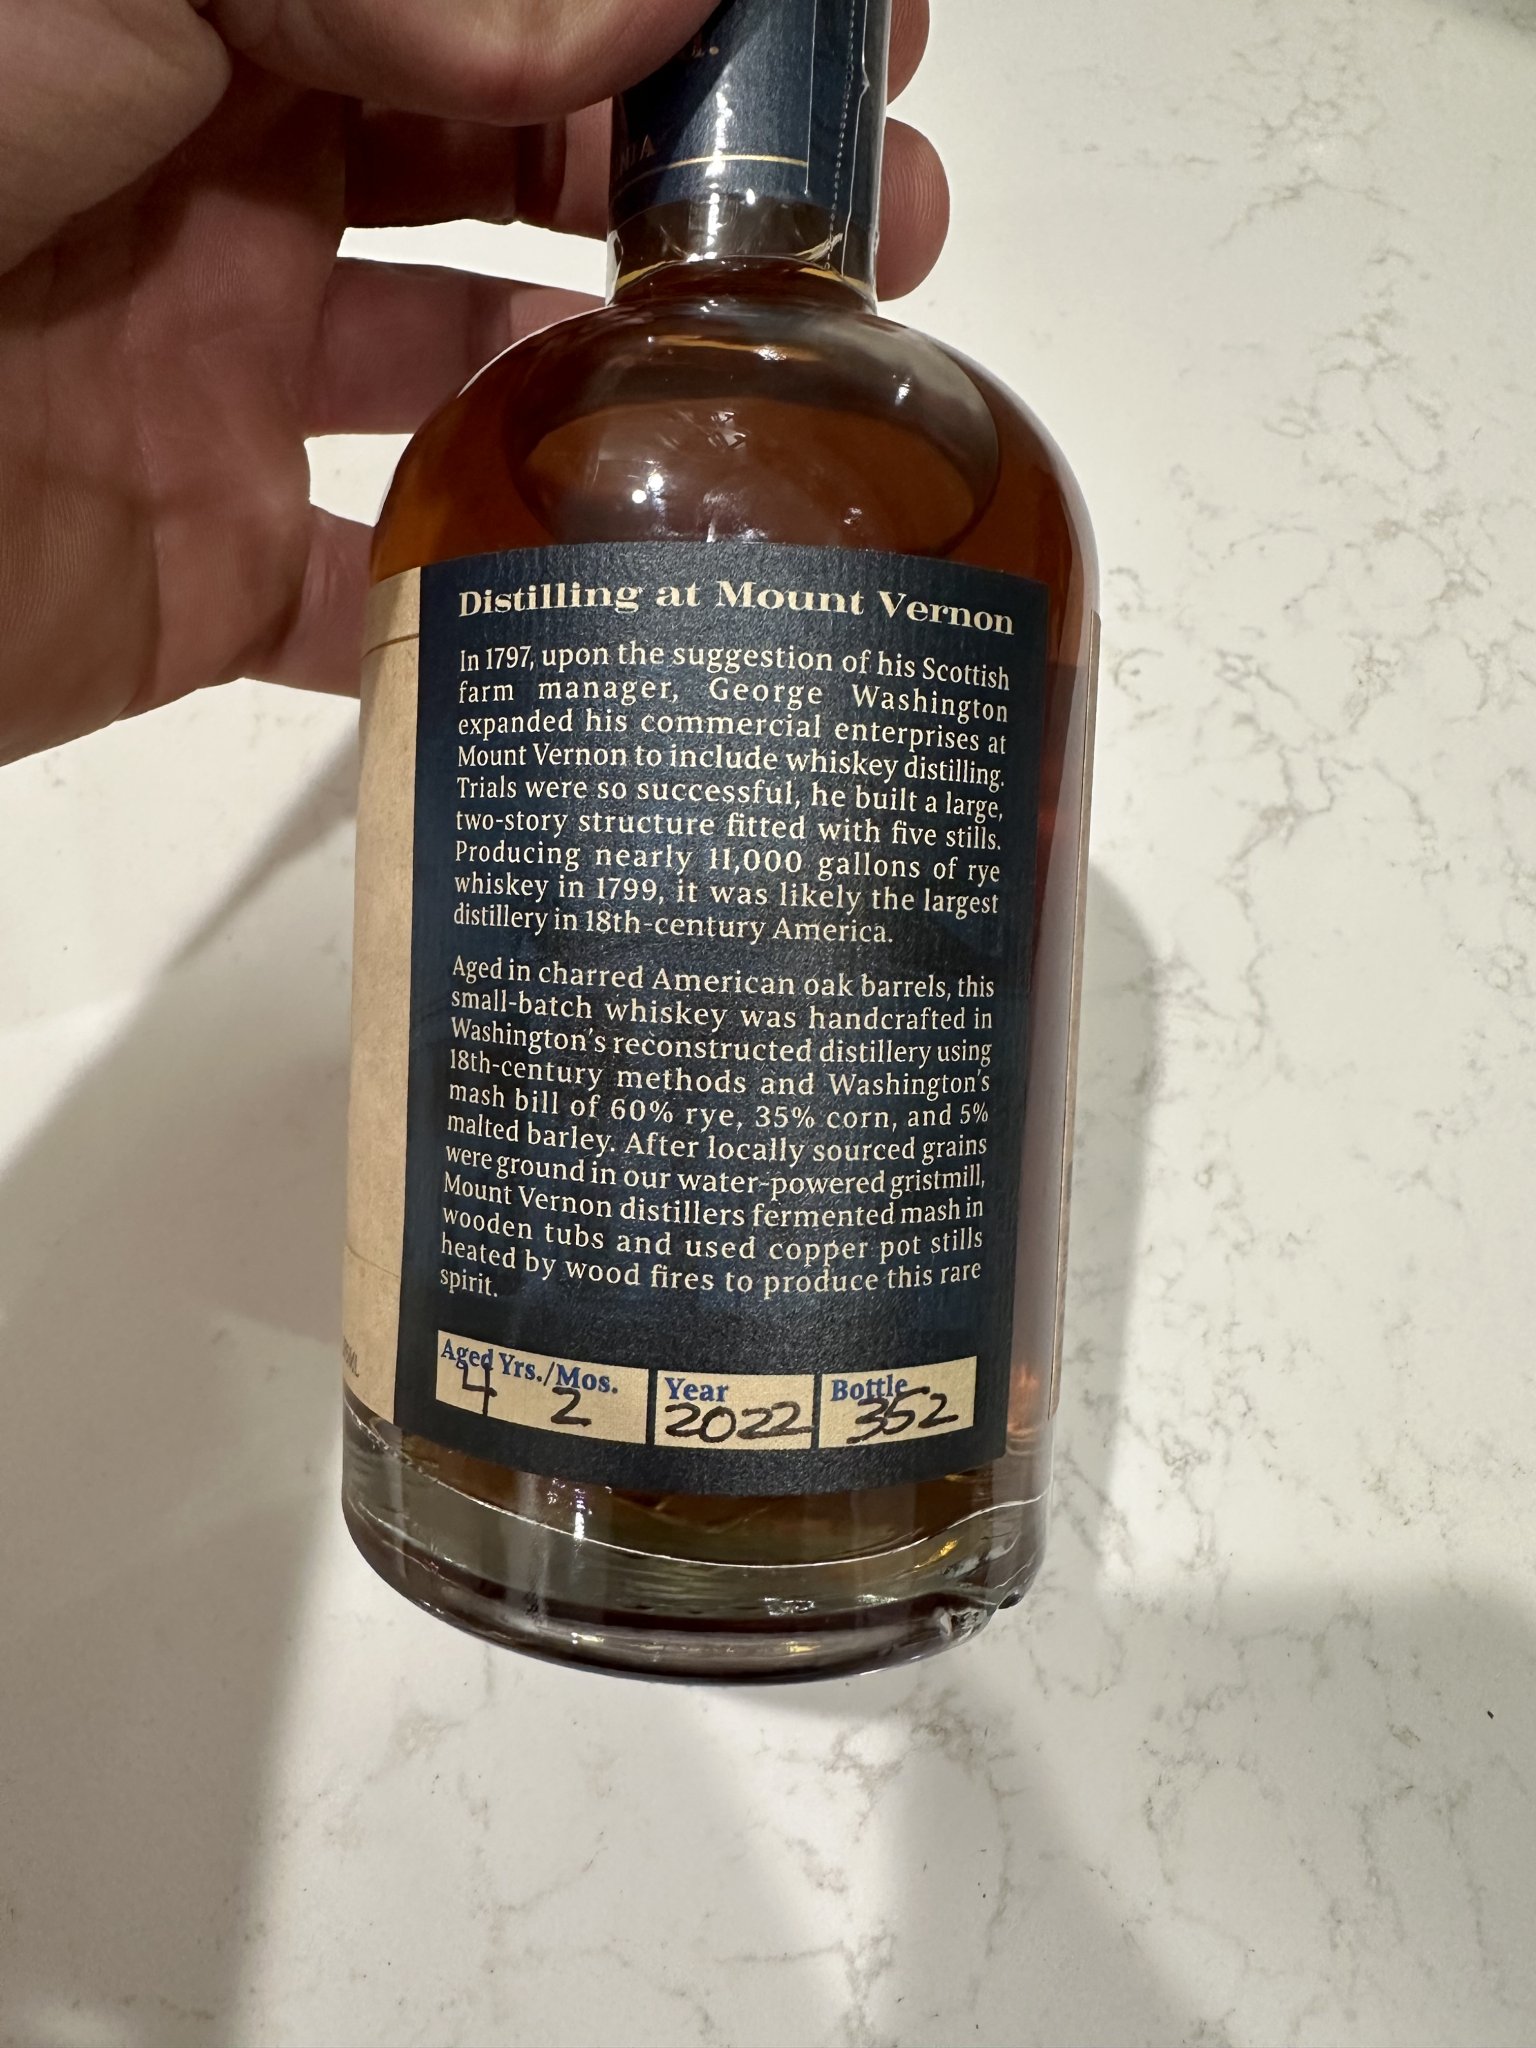 Distilling at Mount Vernon
In 1797, upon the suggestion of his Scottish
farm manager, George Washington
expanded his commercial enterprises at
Mount Vernon to include whiskey distilling.
Trials were so successful, he built a large,
two-story structure fitted with five stills.
Producing nearly 11,000 gallons of rye
whiskey in 1799, it was likely the largest
distillery in 18th-century America.
Aged in charred American oak barrels, this
small-batch whiskey was handcrafted in
Washington's reconstructed distillery using
18th-century methods and Washington's
mash bill of 60% rye, 35% corn, and 5%
malted barley. After locally sourced grains
were ground in our water-powered gristmill,
Mount Vernon distillers fermented mash in
wooden tubs and used copper pot stills
heated by wood fires to produce this rare
spirit.
Aged Yrs./Mos. Year Bottle
4 2 2022 352